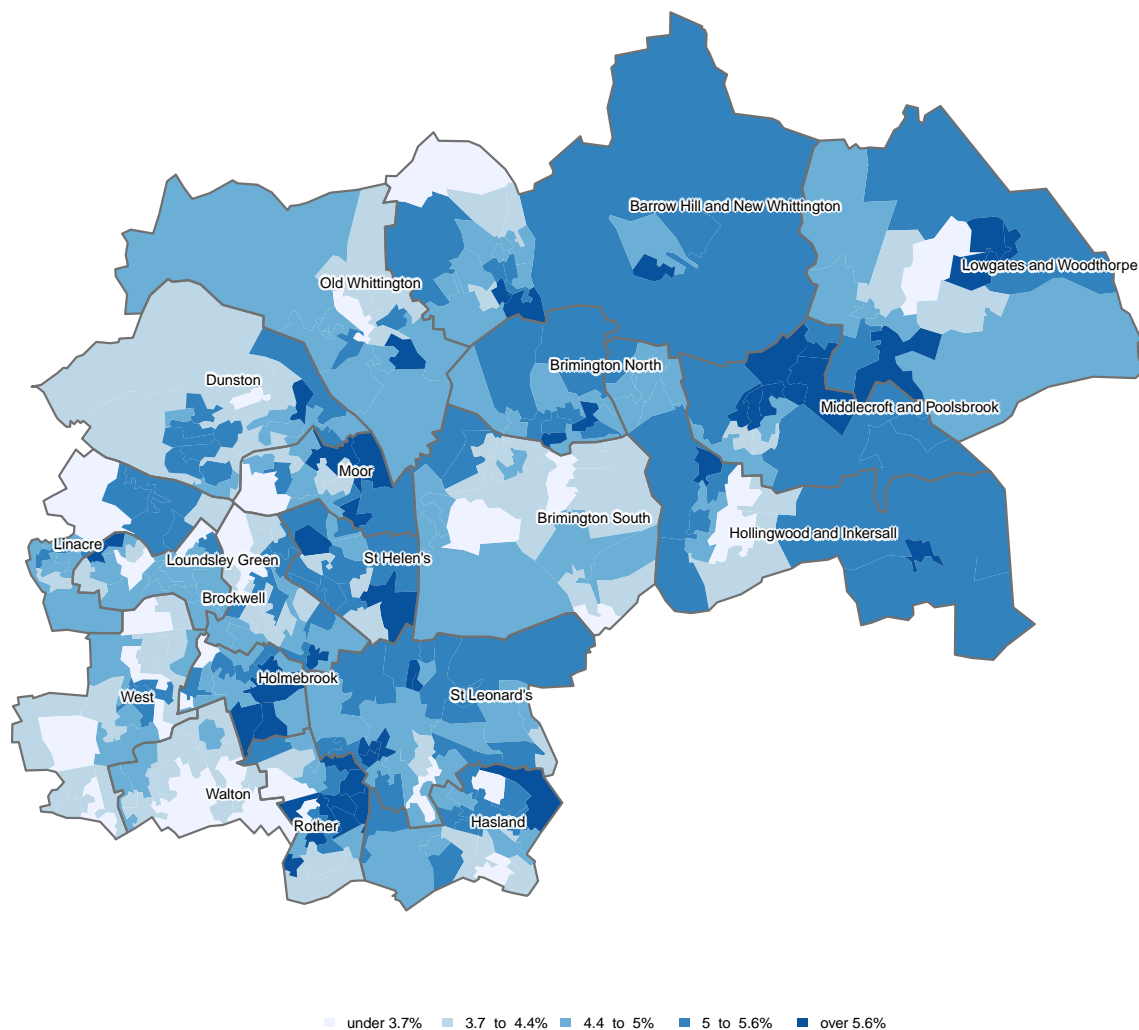 Barrow Hill and New Whittington
Lowgates and Woodthorpe
Old Whittington
Brimington North
Dunston
Middlecroft and Poolsbrook
Moor
Brimington South
Hollingwood and Inkersall
Linacre
Loundsley Green
St Helen's
Brockwell
Holmebrook
West
St Leonard's
Walton
Rother
Hasland
under 3.7% 3.7 to 4.4% 4.4 to 5% 5 to 5.6% over 5.6%